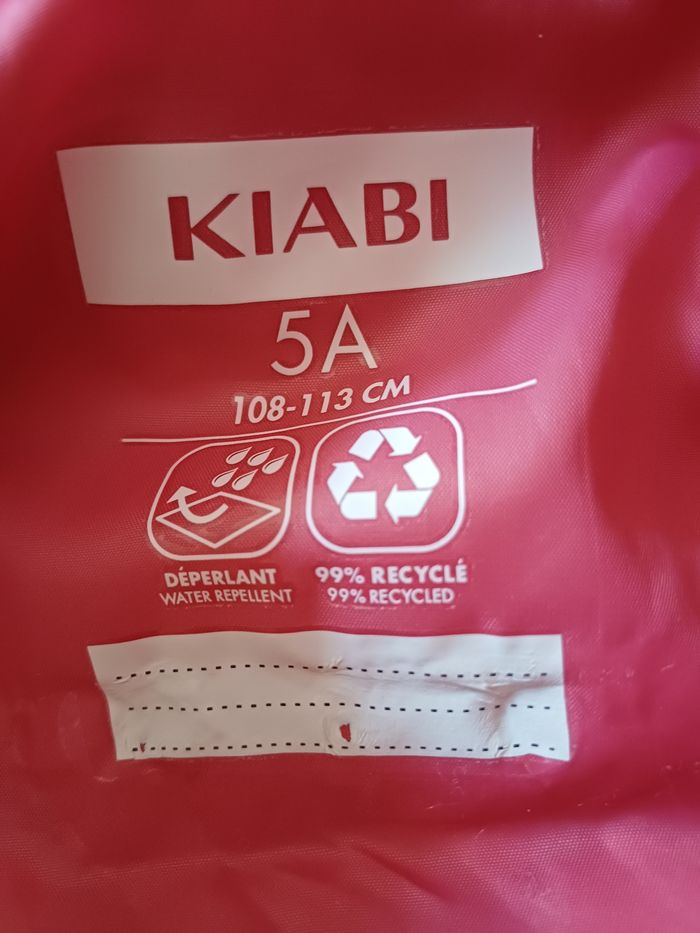 KIABI
5A
108-113 CM
DÉPERLANT
WATER REPELLENT
99% RECYCLÉ
99% RECYCLED